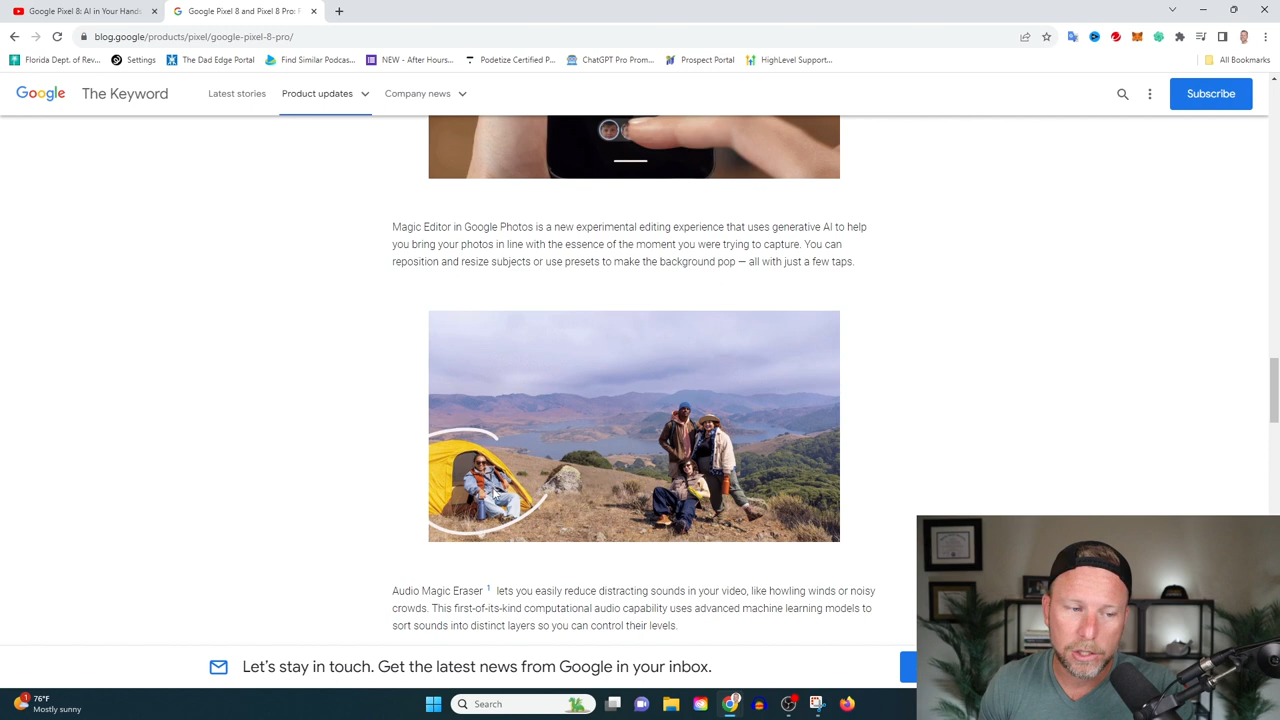 Google Pixel 8: AI in Your Hand
Google Pixel 8 and Pixel 8 Pro: F
blog.google/products/pixel/google-pixel-8-pro/
Florida Dept. of Rev...
Settings
The Dad Edge Portal
Find Similar Podcas...
NEW - After Hours...
Podetize Certified P...
ChatGPT Pro Prom...
Prospect Portal
HighLevel Support...
All Bookmarks
Google The Keyword
Latest stories
Product updates
Company news
Subscribe
Magic Editor in Google Photos is a new experimental editing experience that uses generative AI to help
you bring your photos in line with the essence of the moment you were trying to capture. You can
reposition and resize subjects or use presets to make the background pop — all with just a few taps.
Audio Magic Eraser 1 lets you easily reduce distracting sounds in your video, like howling winds or noisy
crowds. This first-of-its-kind computational audio capability uses advanced machine learning models to
sort sounds into distinct layers so you can control their levels.
Let's stay in touch. Get the latest news from Google in your inbox.
1
76°F
Mostly sunny
Search